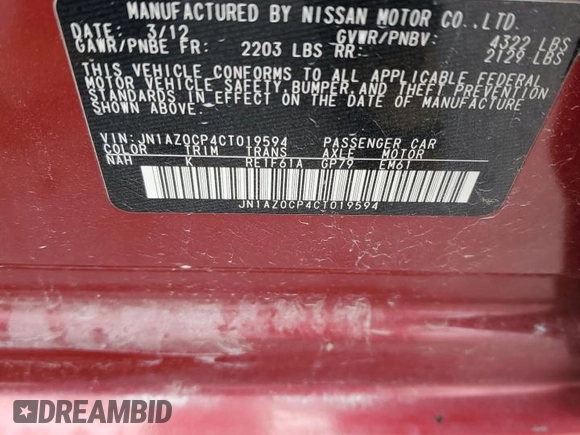 MANUFACTURED BY NISSAN MOTOR CO.,LTD.
DATE: 3/12 GVWR/PNBV: 4322 LBS
GAWR/PNBE FR: 2203 LBS RR: 2129 LBS
THIS VEHICLE CONFORMS TO ALL APPLICABLE FEDERAL
MOTOR VEHICLE SAFETY,BUMPER,AND THEFT PREVENTION
STANDARDS IN EFFECT ON THE DATE OF MANUFACTURE
SHOWN ABOVE.
VIN: JN1AZ0CP4CT019594 PASSENGER CAR
COLOR TRIM TRANS AXLE MOTOR
NAH K RE1F61A GP79 EM61
JN1AZ0CP4CT019594
DREAMBID